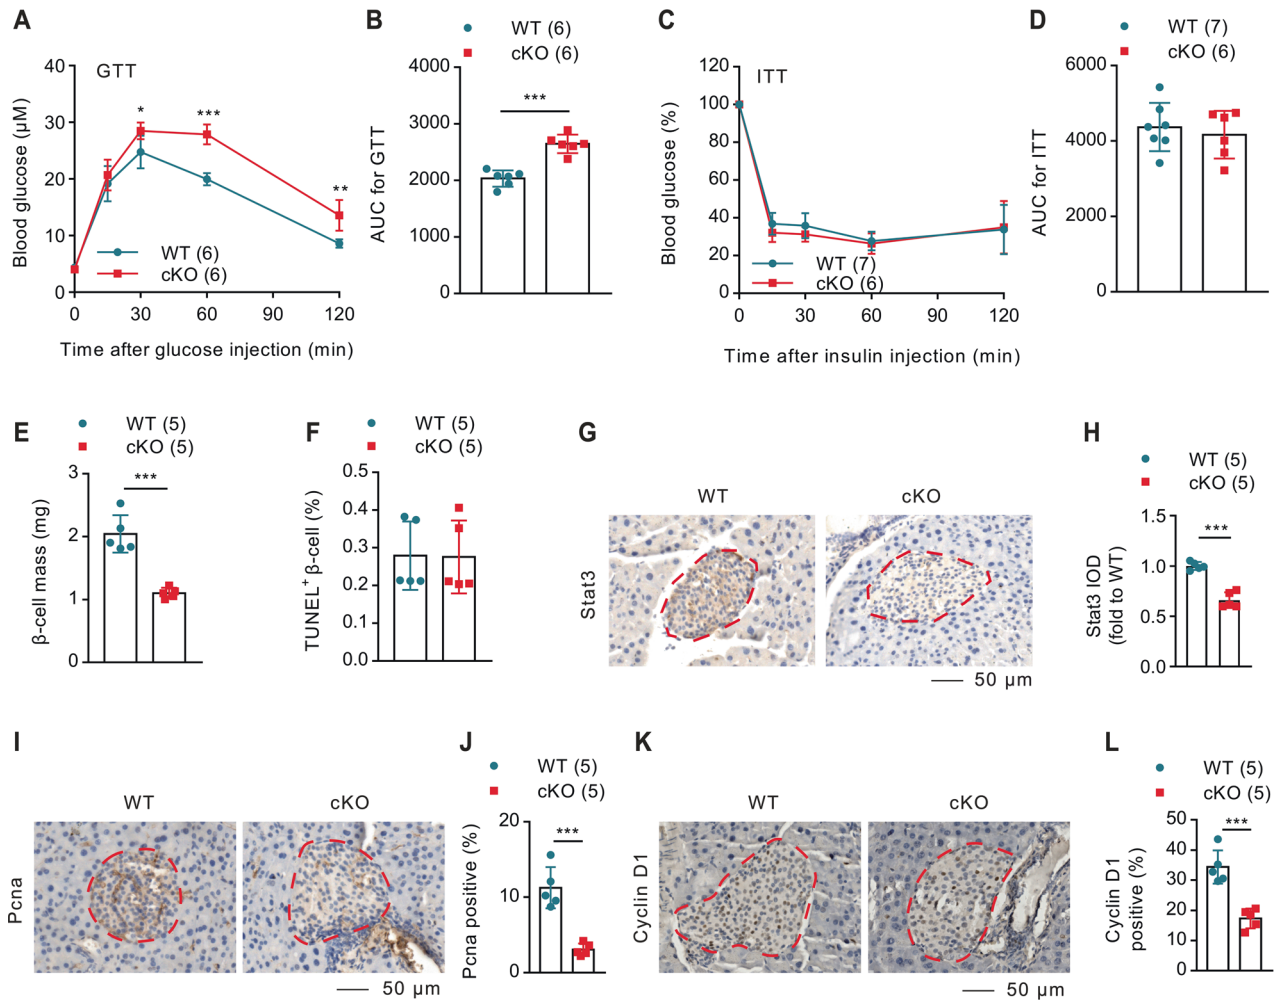 A
GTT
Blood glucose (µM)
40
30
20
10
0
*
***
**
WT (6)
cKO (6)
0
30
60
90
120
Time after glucose injection (min)
B
WT (6)
cKO (6)
AUC for GTT
4000
3000
2000
1000
0
***
C
ITT
Blood glucose (%)
120
100
80
60
40
20
0
WT (7)
cKO (6)
0
30
60
90
120
Time after insulin injection (min)
D
WT (7)
cKO (6)
AUC for ITT
6000
4000
2000
0
E
WT (5)
cKO (5)
β-cell mass (mg)
3
2
1
0
***
F
WT (5)
cKO (5)
TUNEL+ β-cell (%)
0.5
0.4
0.3
0.2
0.1
0.0
G
WT
cKO
Stat3
50 µm
H
WT (5)
cKO (5)
Stat3 IOD
(fold to WT)
1.5
1.0
0.5
0.0
***
I
WT
cKO
Pcna
50 µm
J
WT (5)
cKO (5)
Pcna positive (%)
20
10
0
***
K
WT
cKO
Cyclin D1
50 µm
L
WT (5)
cKO (5)
Cyclin D1
positive (%)
50
40
30
20
10
0
***